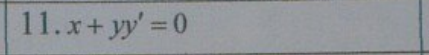 11. x + yy' = 0